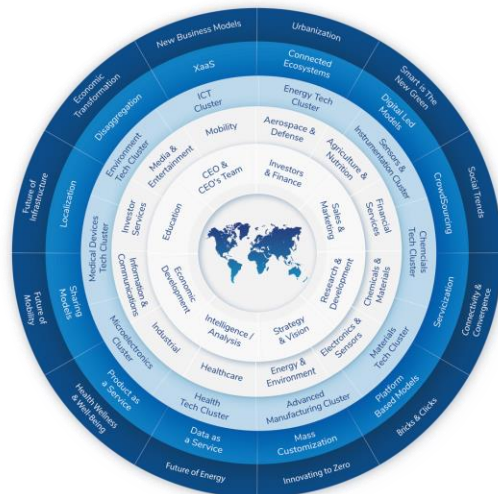 New Business Models
Urbanization
Smart is The
New Green
Social Trends
Connectivity &
Convergence
Bricks & Clicks
Innovating to Zero
Future of Energy
Health Wellness
& Well-Being
Future of
Mobility
Future of
Infrastructure
Economic
Transformation
XaaS
Connected
Ecosystems
Digital Led
Models
CrowdSourcing
Servicization
Platform
Based Models
Mass
Customization
Data as
a Service
Product as
a Service
Sharing
Models
Localization
Disaggregation
ICT
Cluster
Energy Tech
Cluster
Sensors &
Instrumentation Cluster
Chemcials
Tech Cluster
Materials
Tech Cluster
Advanced
Manufacturing Cluster
Health
Tech Cluster
Microelectronics
Cluster
Medical Devices
Tech Cluster
Environment
Tech Cluster
Mobility
Aerospace &
Defense
Agriculture &
Nutrition
Financial
Services
Chemicals &
Materials
Electronics &
Sensors
Energy &
Environment
Healthcare
Industrial
Information &
Communications
Investor
Services
Media &
Entertainment
CEO &
CEO's Team
Investors
& Finance
Sales &
Marketing
Research &
Development
Strategy
& Vision
Intelligence /
Analysis
Economic
Development
Education